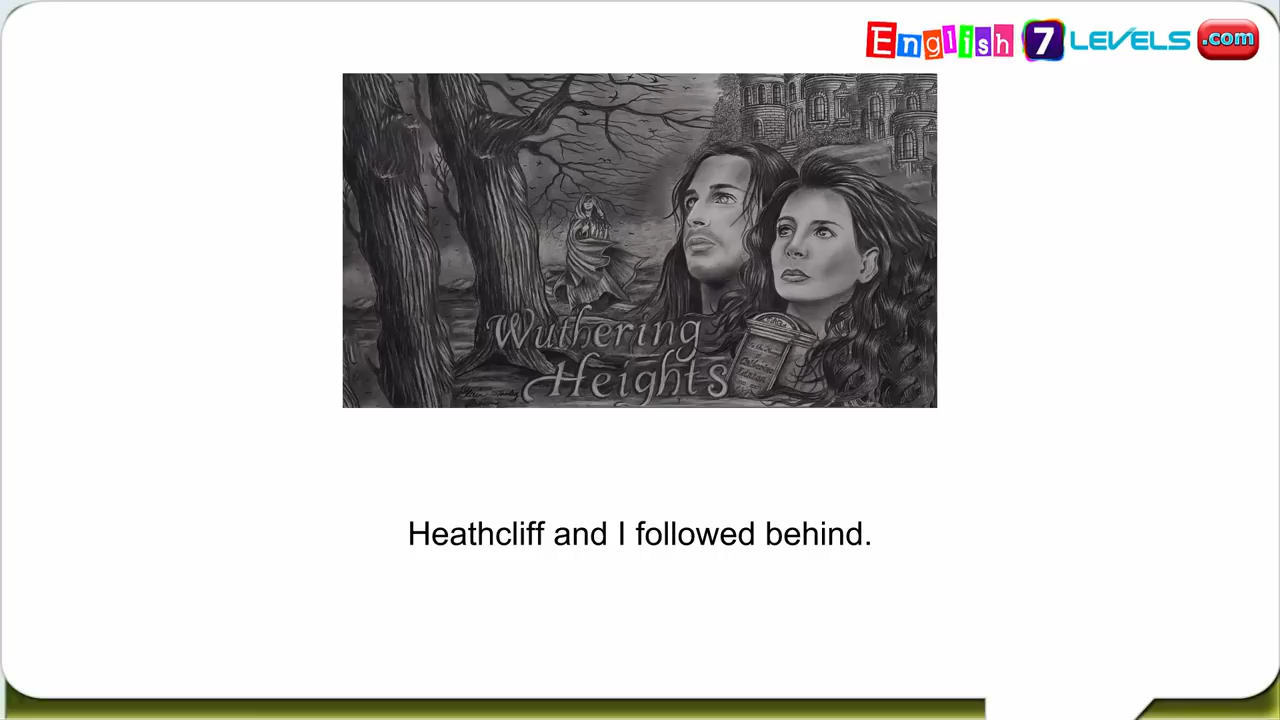 English 7 LEVELS .com
Wuthering
Heights
Heathcliff and I followed behind.